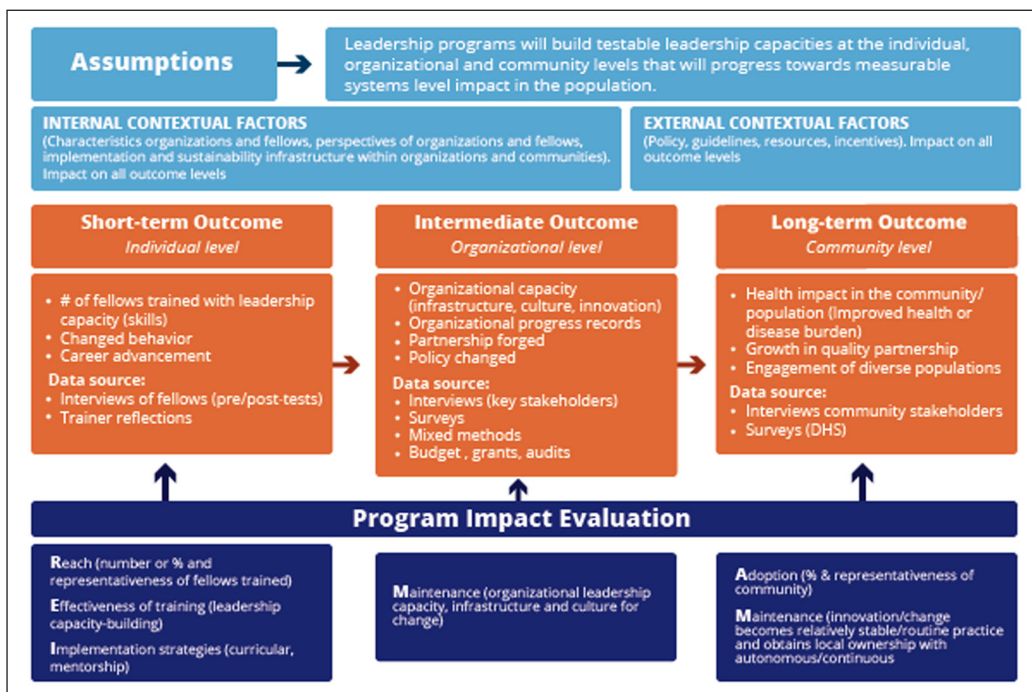 Assumptions
Leadership programs will build testable leadership capacities at the individual,
organizational and community levels that will progress towards measurable
systems level impact in the population.
INTERNAL CONTEXTUAL FACTORS
(Characteristics organizations and fellows, perspectives of organizations and fellows,
implementation and sustainability infrastructure within organizations and communities).
Impact on all outcome levels
EXTERNAL CONTEXTUAL FACTORS
(Policy, guidelines, resources, incentives). Impact on all
outcome levels
Short-term Outcome
Individual level
• # of fellows trained with leadership
capacity (skills)
• Changed behavior
• Career advancement
Data source:
• Interviews of fellows (pre/post-tests)
• Trainer reflections
Intermediate Outcome
Organizational level
• Organizational capacity
(infrastructure, culture, innovation)
• Organizational progress records
• Partnership forged
• Policy changed
Data source:
• Interviews (key stakeholders)
• Surveys
• Mixed methods
• Budget , grants, audits
Long-term Outcome
Community level
• Health impact in the community/
population (Improved health or
disease burden)
• Growth in quality partnership
• Engagement of diverse populations
Data source:
• Interviews community stakeholders
• Surveys (DHS)
Program Impact Evaluation
Reach (number or % and
representativeness of fellows trained)
Effectiveness of training (leadership
capacity-building)
Implementation strategies (curricular,
mentorship)
Maintenance (organizational leadership
capacity, infrastructure and culture for
change)
Adoption (% & representativeness of
community)
Maintenance (innovation/change
becomes relatively stable/routine practice
and obtains local ownership with
autonomous/continuous